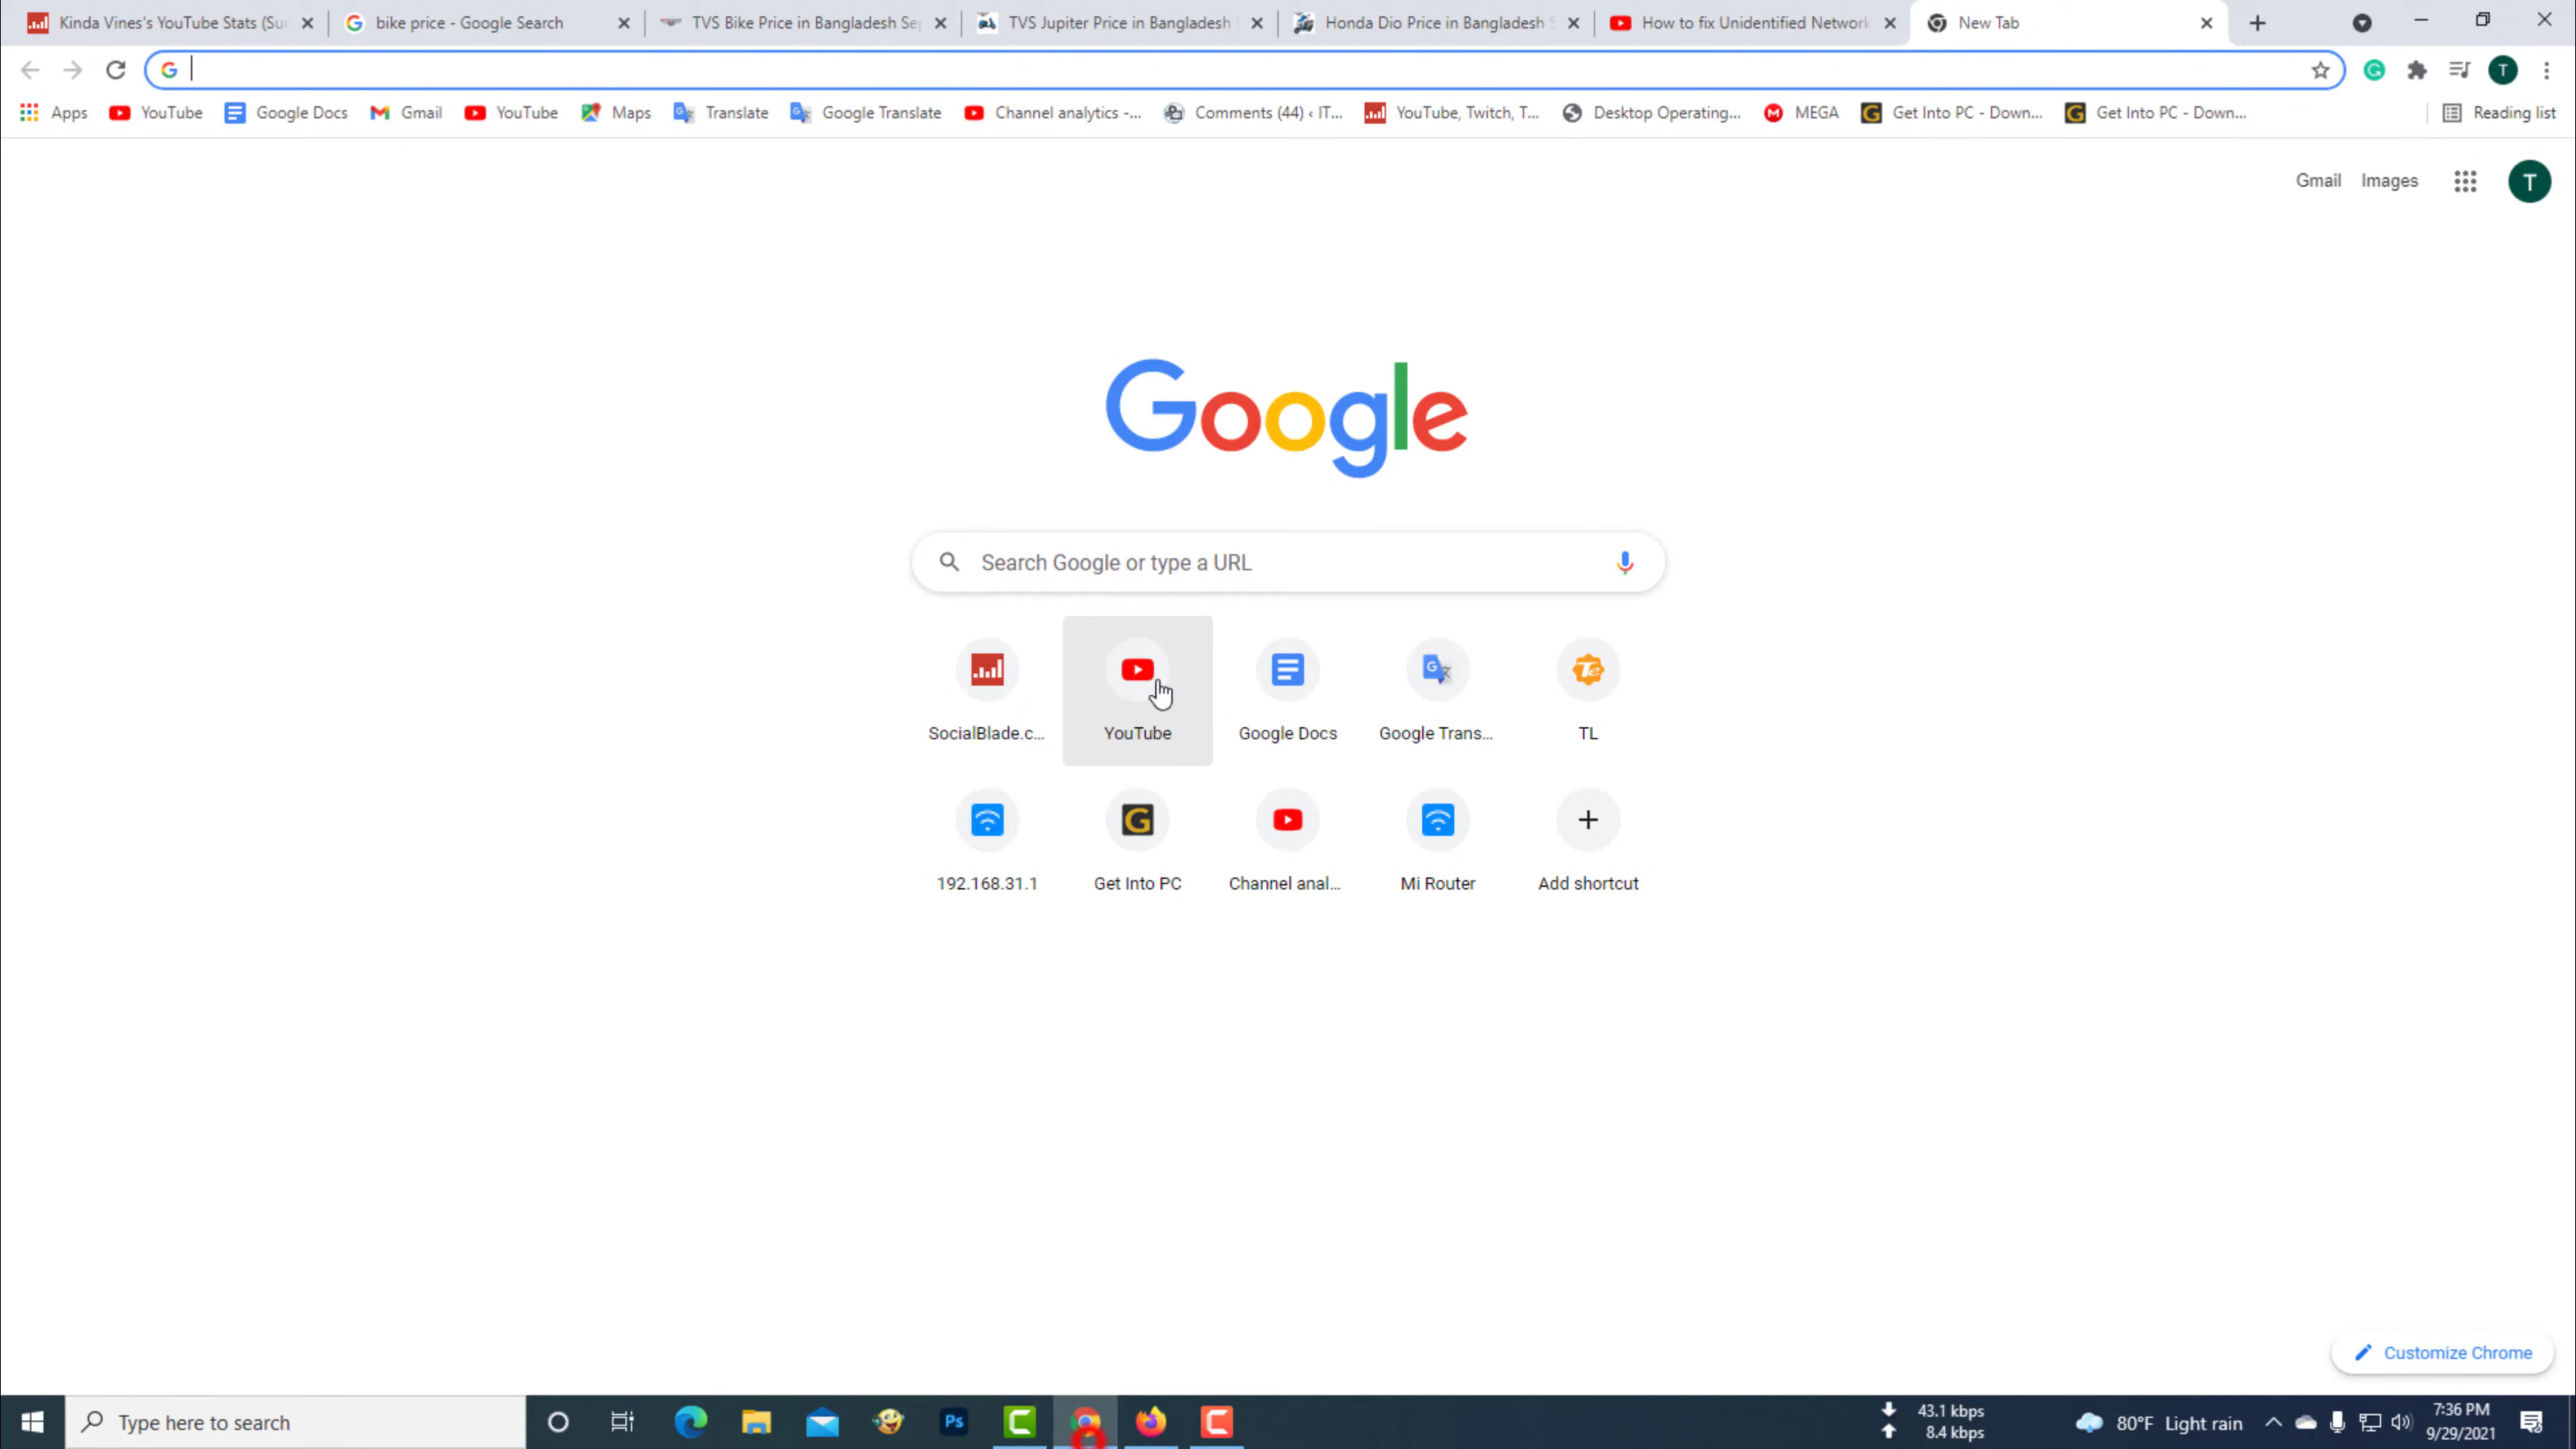 Kinda Vines's YouTube Stats (Su
bike price - Google Search
TVS Bike Price in Bangladesh Se
TVS Jupiter Price in Bangladesh
Honda Dio Price in Bangladesh S
How to fix Unidentified Network
New Tab
Apps
YouTube
Google Docs
Gmail
YouTube
Maps
Translate
Google Translate
Channel analytics -...
Comments (44) ‹ IT...
YouTube, Twitch, T...
Desktop Operating...
MEGA
Get Into PC - Down...
Get Into PC - Down...
Reading list
Gmail
Images
T
T
Google
Search Google or type a URL
SocialBlade.c...
YouTube
Google Docs
Google Trans...
TL
192.168.31.1
Get Into PC
Channel anal...
Mi Router
Add shortcut
Customize Chrome
Type here to search
Ps
43.1 kbps
8.4 kbps
80°F Light rain
7:36 PM
9/29/2021